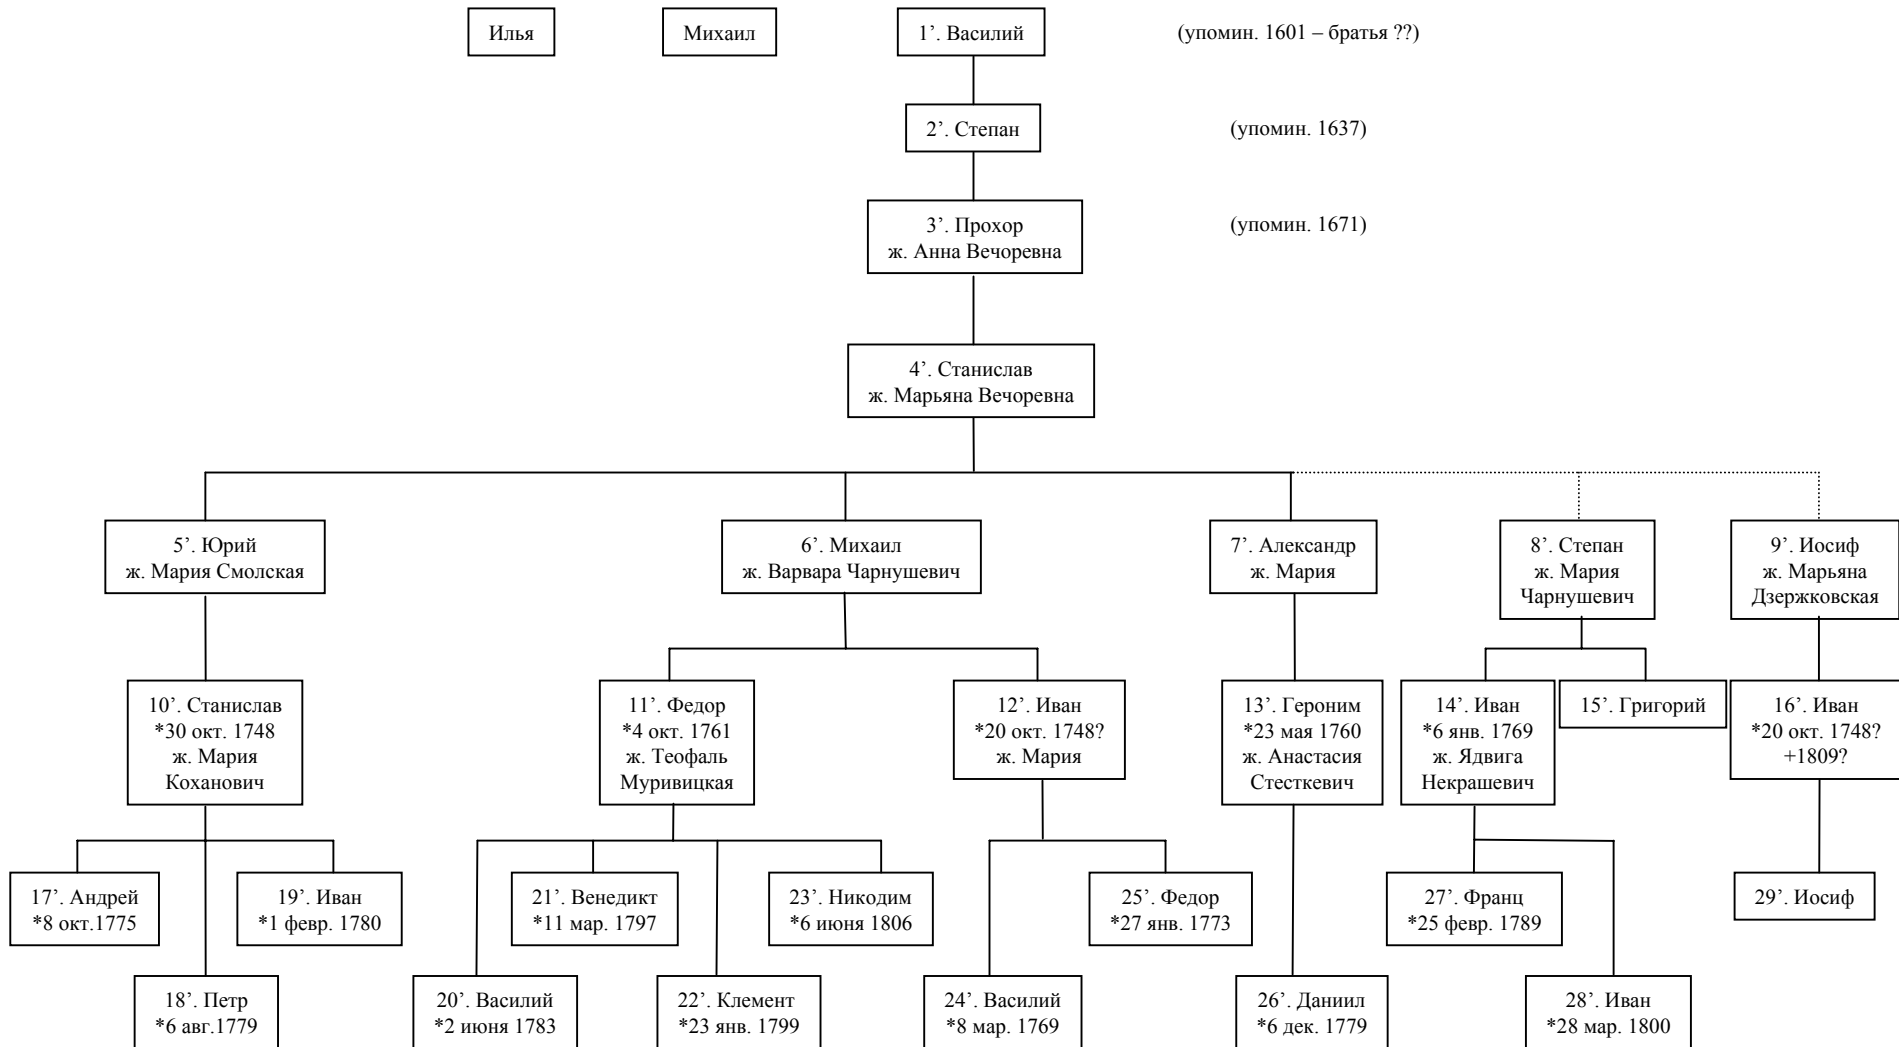 Илья
Михаил
1’. Василий
(упомин. 1601 – братья ??)
2’. Степан
(упомин. 1637)
3’. Прохор
ж. Анна Вечоревна
(упомин. 1671)
4’. Станислав
ж. Марьяна Вечоревна
5’. Юрий
ж. Мария Смолская
6’. Михаил
ж. Варвара Чарнушевич
7’. Александр
ж. Мария
8’. Степан
ж. Мария
Чарнушевич
9’. Иосиф
ж. Марьяна
Дзержковская
10’. Станислав
*30 окт. 1748
ж. Мария
Коханович
11’. Федор
*4 окт. 1761
ж. Теофаль
Муривицкая
12’. Иван
*20 окт. 1748?
ж. Мария
13’. Героним
*23 мая 1760
ж. Анастасия
Стесткевич
14’. Иван
*6 янв. 1769
ж. Ядвига
Некрашевич
15’. Григорий
16’. Иван
*20 окт. 1748?
+1809?
17’. Андрей
*8 окт.1775
19’. Иван
*1 февр. 1780
21’. Венедикт
*11 мар. 1797
23’. Никодим
*6 июня 1806
25’. Федор
*27 янв. 1773
27’. Франц
*25 февр. 1789
29’. Иосиф
18’. Петр
*6 авг.1779
20’. Василий
*2 июня 1783
22’. Клемент
*23 янв. 1799
24’. Василий
*8 мар. 1769
26’. Даниил
*6 дек. 1779
28’. Иван
*28 мар. 1800